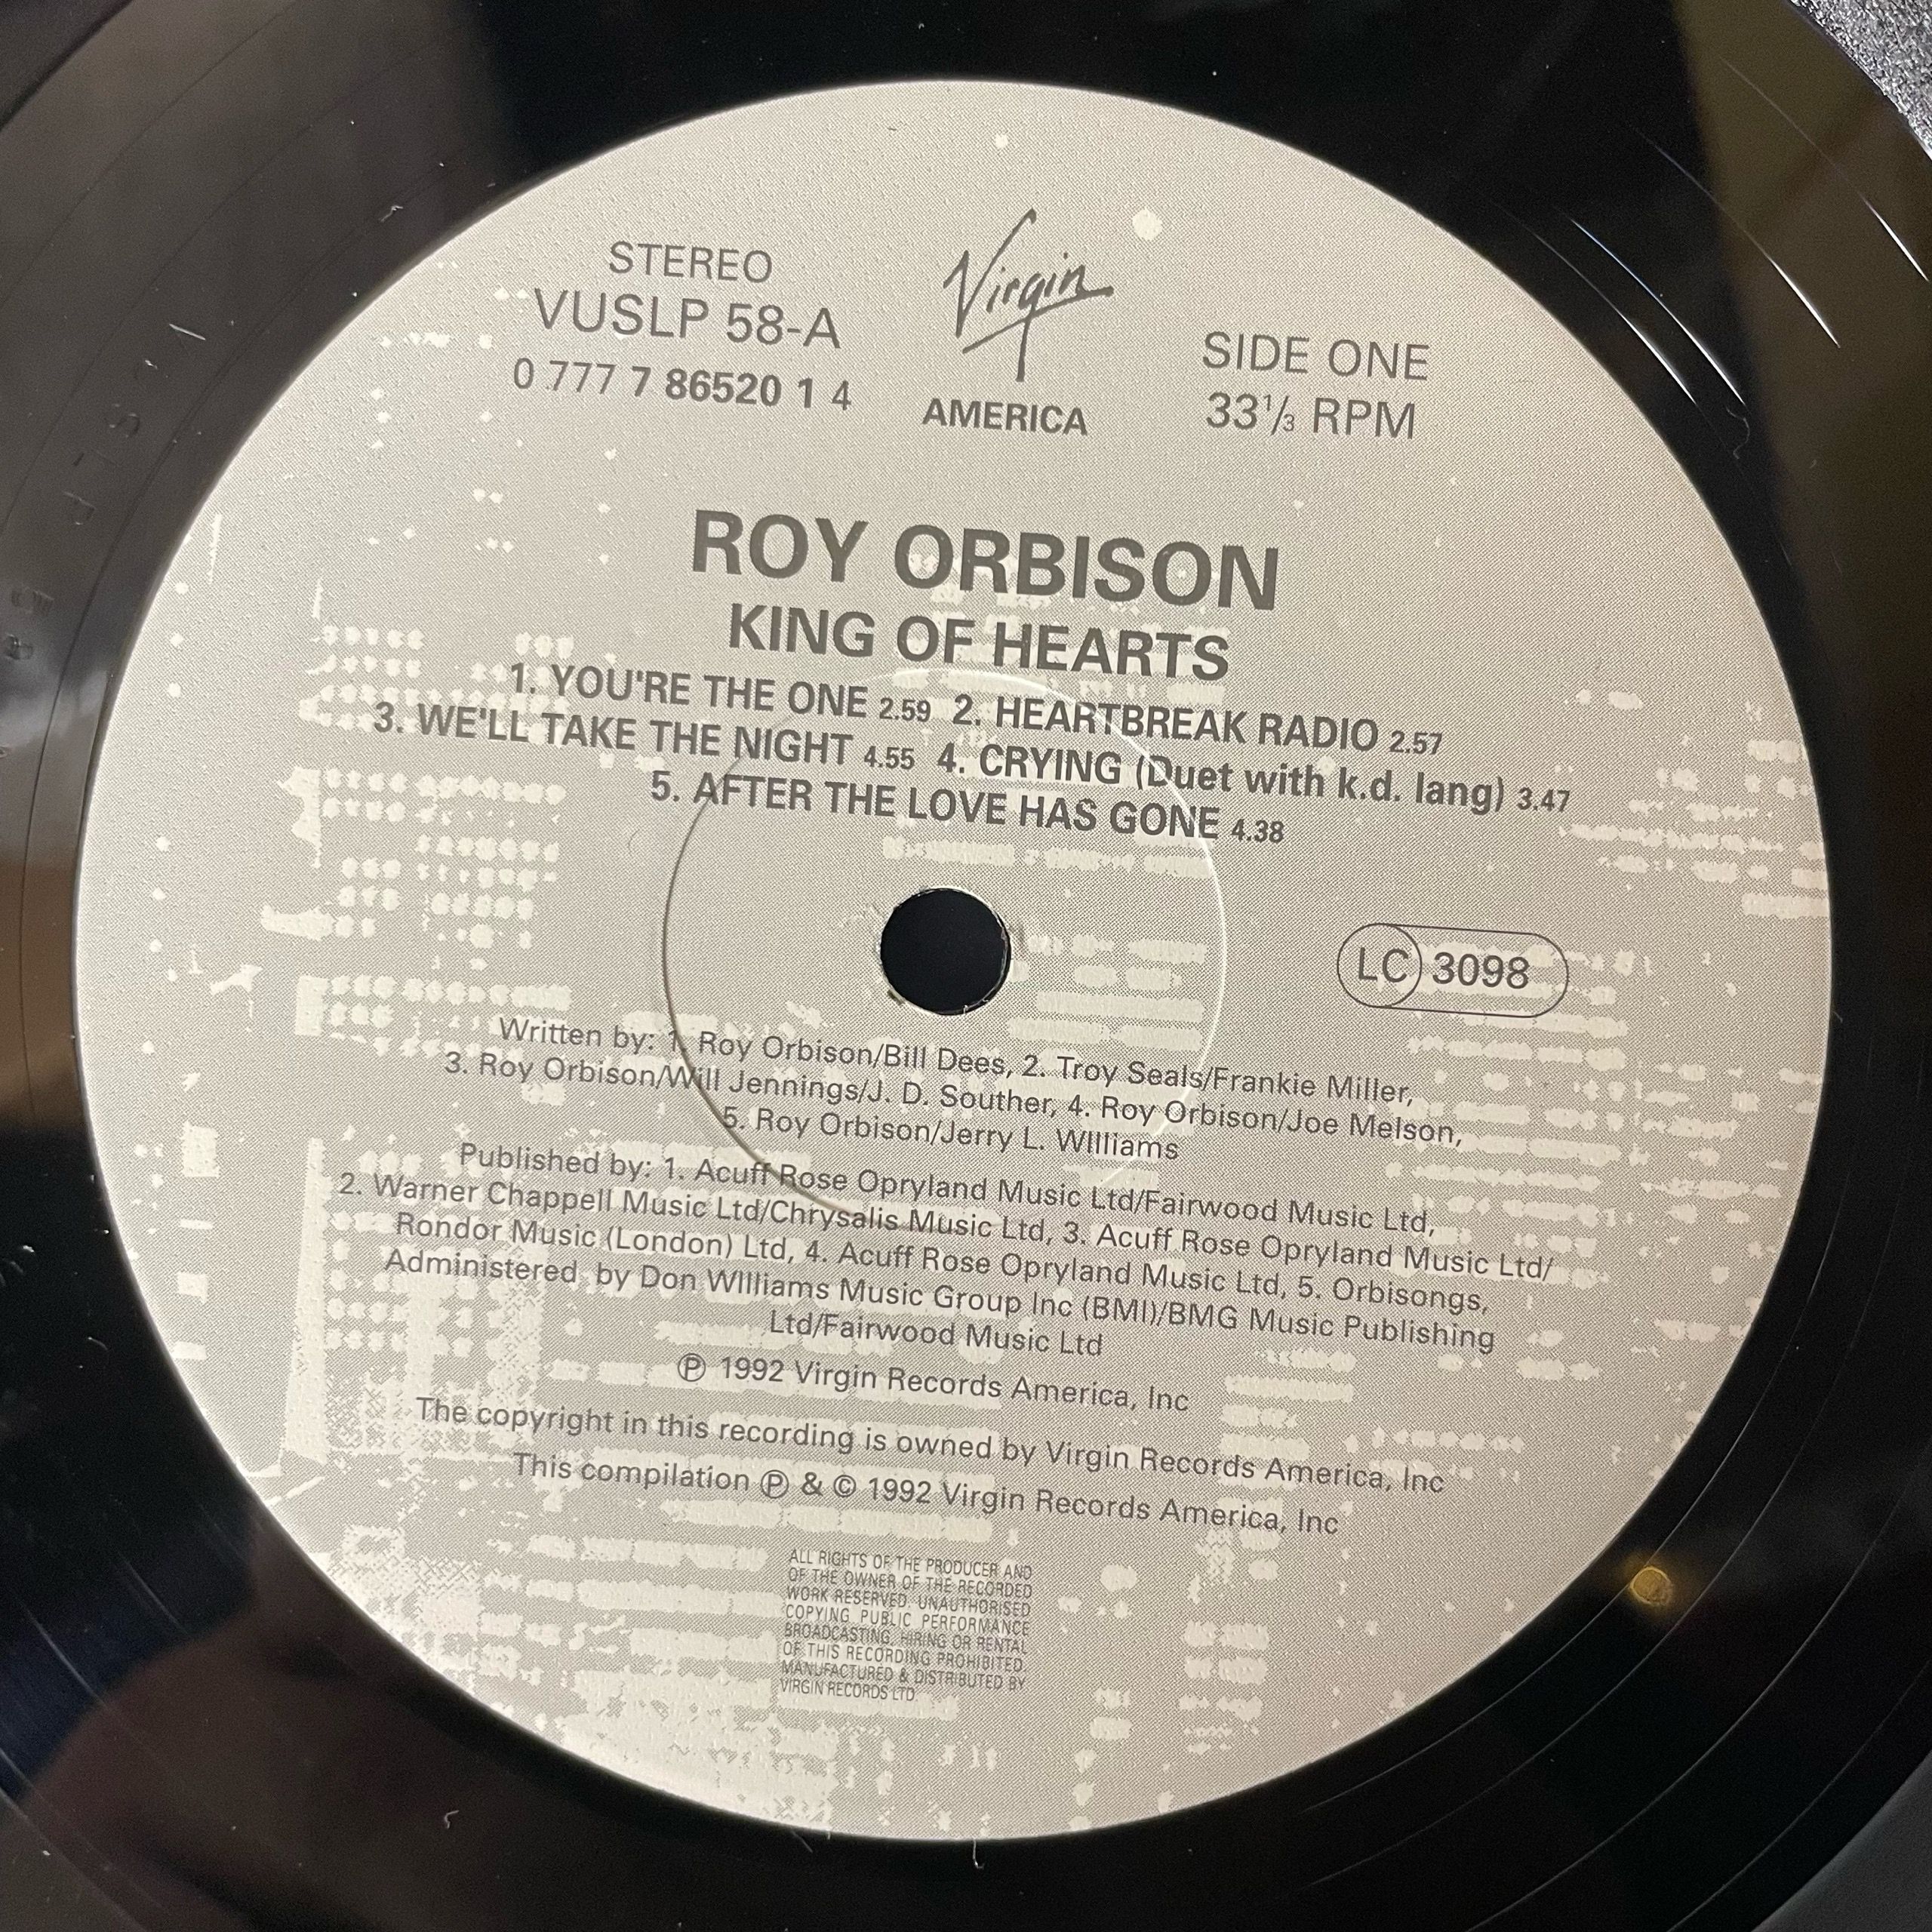 STEREO
VUSLP 58-A
0 777 7 86520 1 4
Virgin
AMERICA
SIDE ONE
33⅓ RPM
ROY ORBISON
KING OF HEARTS
1. YOU'RE THE ONE 2.59 2. HEARTBREAK RADIO 2.57
3. WE'LL TAKE THE NIGHT 4.55 4. CRYING (Duet with k.d. lang) 3.47
5. AFTER THE LOVE HAS GONE 4.38
LC 3098
Written by: 1. Roy Orbison/Bill Dees, 2. Troy Seals/Frankie Miller,
3. Roy Orbison/Will Jennings/J. D. Souther, 4. Roy Orbison/Joe Melson,
5. Roy Orbison/Jerry L. WIlliams
Published by: 1. Acuff Rose Opryland Music Ltd/Fairwood Music Ltd,
2. Warner Chappell Music Ltd/Chrysalis Music Ltd, 3. Acuff Rose Opryland Music Ltd/
Rondor Music (London) Ltd, 4. Acuff Rose Opryland Music Ltd, 5. Orbisongs,
Administered by Don WIlliams Music Group Inc (BMI)/BMG Music Publishing
Ltd/Fairwood Music Ltd
℗ 1992 Virgin Records America, Inc
The copyright in this recording is owned by Virgin Records America, Inc
This compilation ℗ & © 1992 Virgin Records America, Inc
ALL RIGHTS OF THE PRODUCER AND
OF THE OWNER OF THE RECORDED
WORK RESERVED. UNAUTHORISED
COPYING PUBLIC PERFORMANCE
BROADCASTING, HIRING OR RENTAL
OF THIS RECORDING PROHIBITED.
MANUFACTURED & DISTRIBUTED BY
VIRGIN RECORDS LTD.